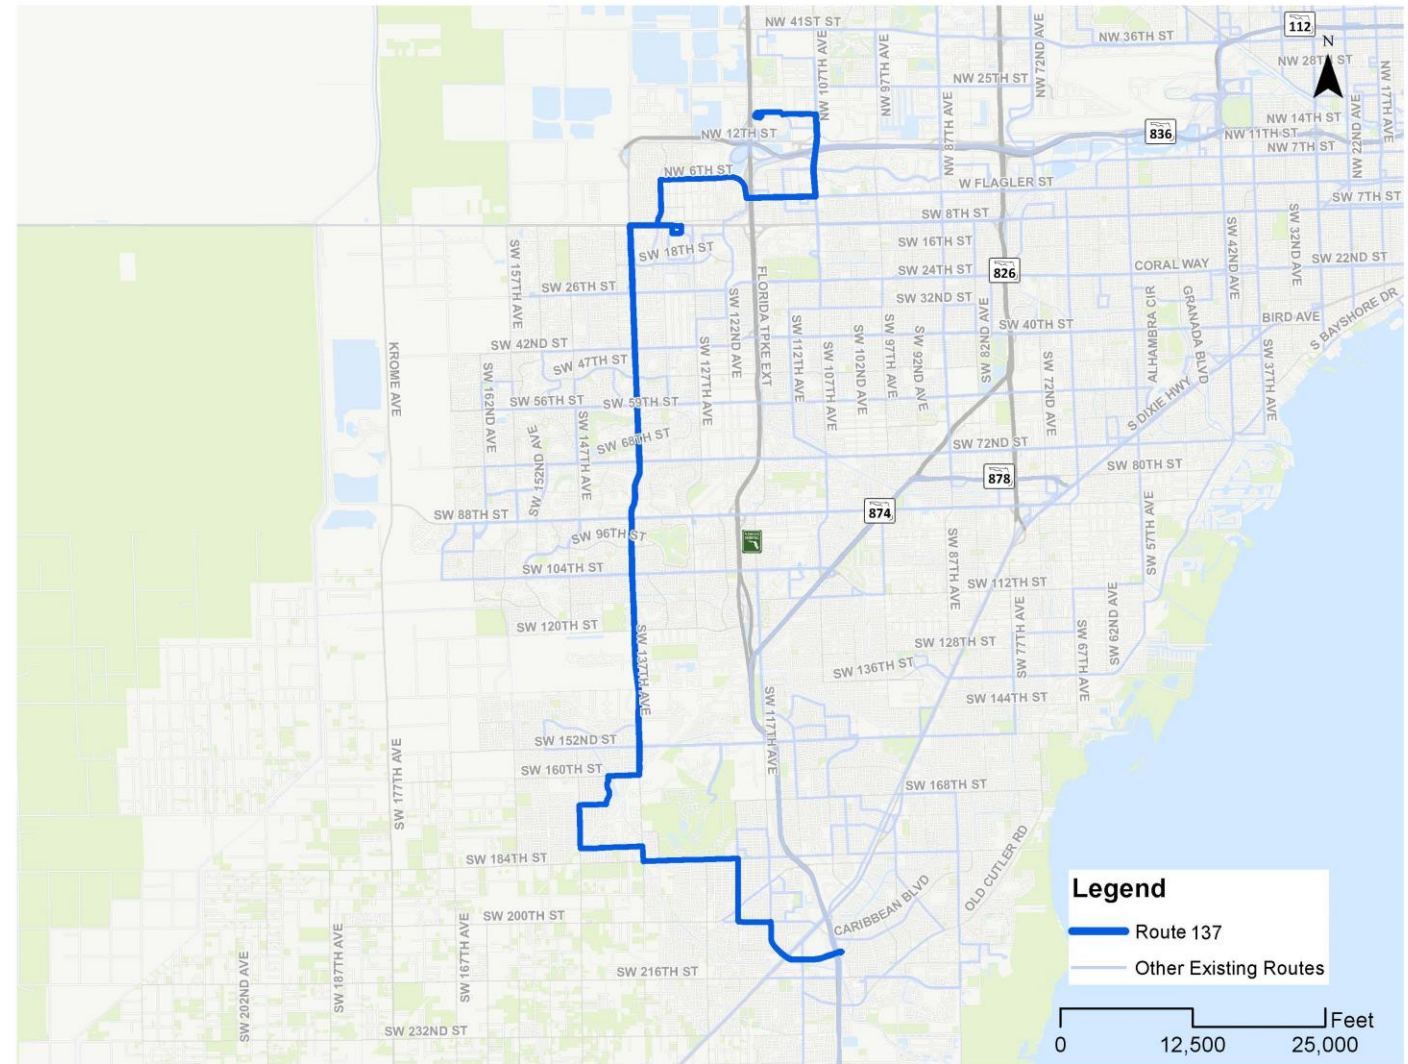 NW 41ST ST
112
N
NW 36TH ST
NW 107TH AVE
NW 97TH AVE
NW 72ND AVE
NW 28TH ST
NW 25TH ST
NW 17TH AVE
NW 22ND AVE
NW 14TH ST
NW 12TH ST
836
NW 11TH ST
NW 87TH AVE
NW 7TH ST
NW 6TH ST
W FLAGLER ST
SW 7TH ST
SW 8TH ST
SW 16TH ST
SW 18TH ST
SW 42ND AVE
SW 32ND AVE
SW 157TH AVE
SW 22ND ST
CORAL WAY
826
SW 24TH ST
SW 26TH ST
FLORIDA TPKE EXT
SW 122ND AVE
SW 32ND ST
ALHAMBRA CIR
GRANADA BLVD
S BAYSHORE DR
BIRD AVE
SW 40TH ST
SW 82ND AVE
SW 42ND ST
SW 127TH AVE
SW 112TH AVE
SW 107TH AVE
SW 102ND AVE
SW 97TH AVE
SW 92ND AVE
SW 72ND AVE
SW 37TH AVE
KROME AVE
SW 47TH ST
SW 162ND AVE
SW 56TH ST
SW 59TH ST
S DIXIE HWY
SW 152ND AVE
SW 147TH AVE
SW 68TH ST
SW 72ND ST
SW 80TH ST
878
874
SW 88TH ST
SW 57TH AVE
SW 96TH ST
SW 87TH AVE
SW 104TH ST
SW 112TH ST
SW 77TH AVE
SW 62ND AVE
SW 67TH AVE
SW 120TH ST
SW 137TH AVE
SW 128TH ST
SW 136TH ST
SW 117TH AVE
SW 144TH ST
SW 152ND ST
SW 177TH AVE
SW 160TH ST
SW 168TH ST
OLD CUTLER RD
SW 184TH ST
CARIBBEAN BLVD
SW 200TH ST
SW 202ND AVE
SW 187TH AVE
SW 167TH AVE
SW 216TH ST
SW 232ND ST
Legend
Route 137
Other Existing Routes
Feet
0 12,500 25,000